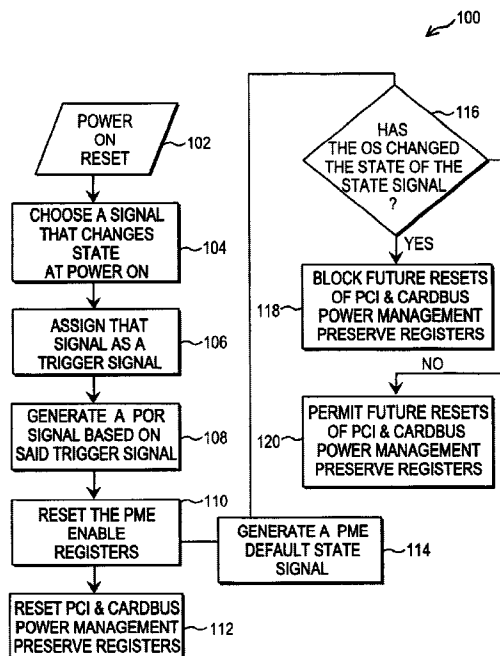 100
POWER
ON
RESET
102
CHOOSE A SIGNAL
THAT CHANGES
STATE
AT POWER ON
104
ASSIGN THAT
SIGNAL AS A
TRIGGER SIGNAL
106
GENERATE A POR
SIGNAL BASED ON
SAID TRIGGER SIGNAL
108
110
RESET THE PME
ENABLE
REGISTERS
RESET PCI & CARDBUS
POWER MANAGEMENT
PRESERVE REGISTERS
112
GENERATE A PME
DEFAULT STATE
SIGNAL
114
116
HAS
THE OS CHANGED
THE STATE OF THE
STATE SIGNAL
?
YES
BLOCK FUTURE RESETS
OF PCI & CARDBUS
POWER MANAGEMENT
PRESERVE REGISTERS
118
NO
PERMIT FUTURE RESETS
OF PCI & CARDBUS
POWER MANAGEMENT
PRESERVE REGISTERS
120